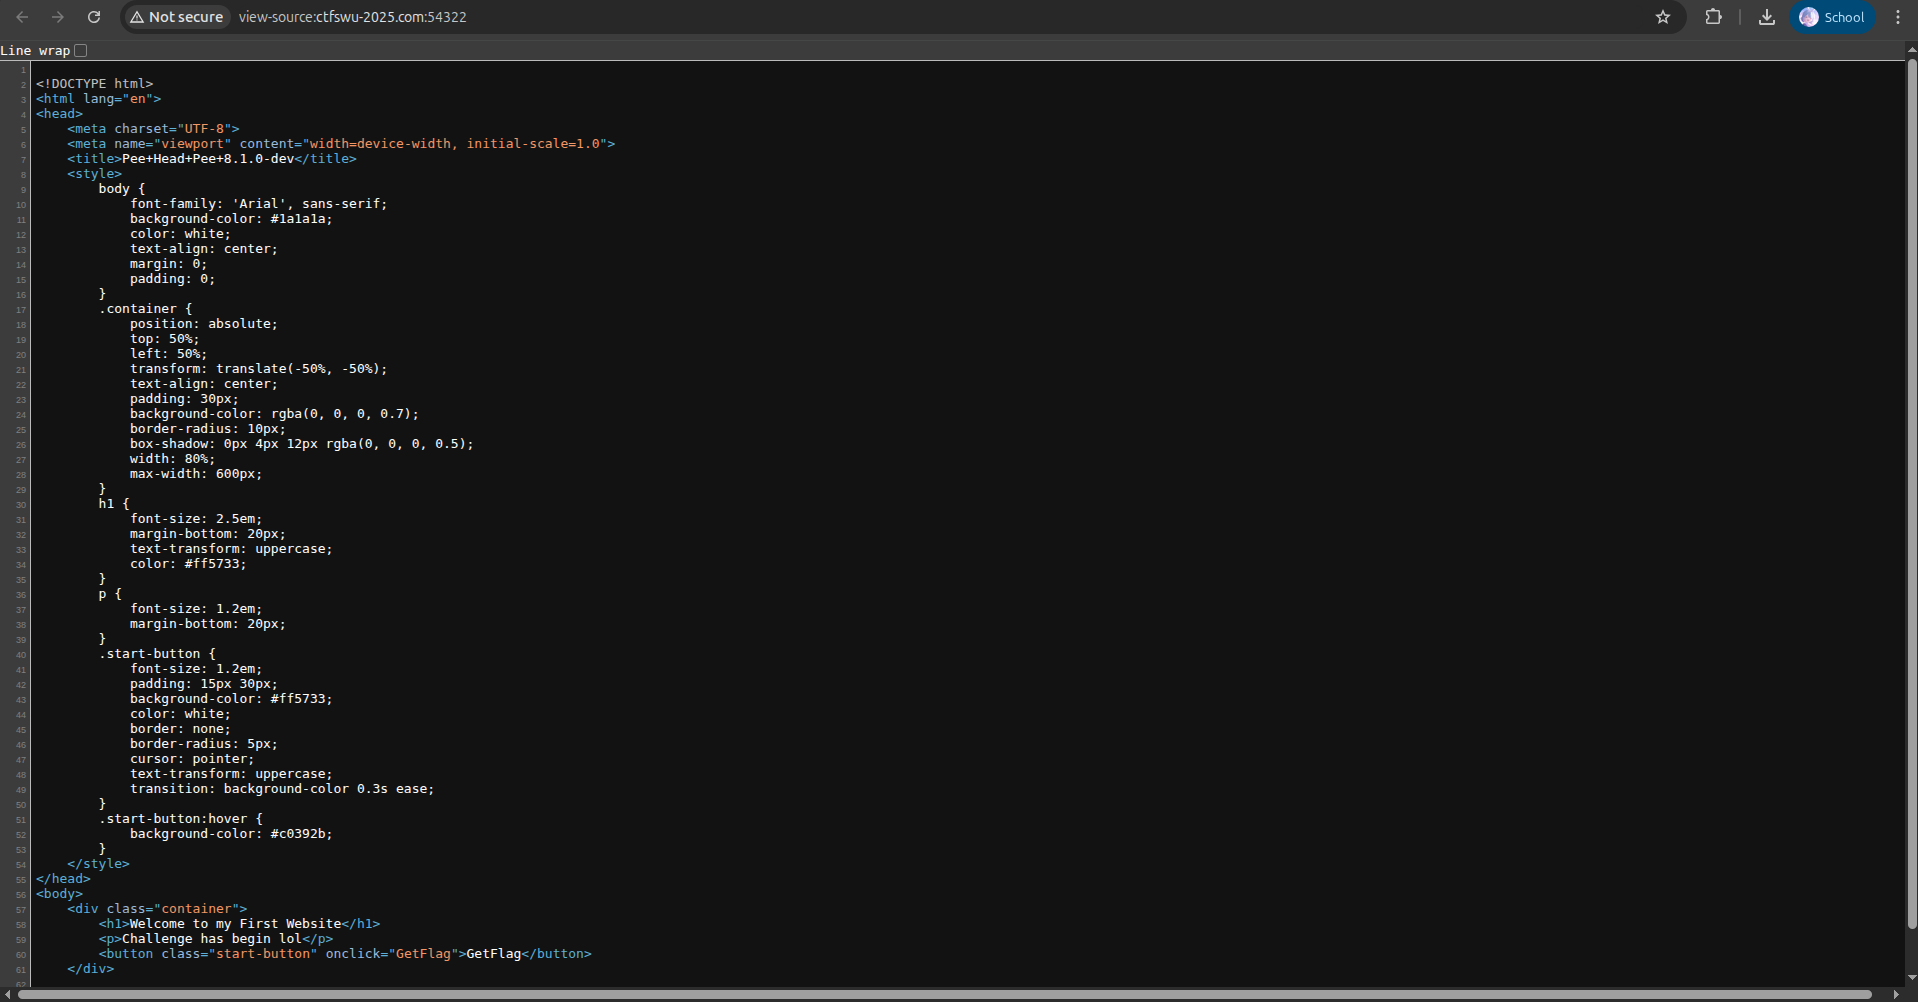 Not secure view-source:ctfswu-2025.com:54322 School
Line wrap
1
2 <!DOCTYPE html>
3 <html lang="en">
4 <head>
5 <meta charset="UTF-8">
6 <meta name="viewport" content="width=device-width, initial-scale=1.0">
7 <title>Pee+Head+Pee+8.1.0-dev</title>
8 <style>
9 body {
10 font-family: 'Arial', sans-serif;
11 background-color: #1a1a1a;
12 color: white;
13 text-align: center;
14 margin: 0;
15 padding: 0;
16 }
17 .container {
18 position: absolute;
19 top: 50%;
20 left: 50%;
21 transform: translate(-50%, -50%);
22 text-align: center;
23 padding: 30px;
24 background-color: rgba(0, 0, 0, 0.7);
25 border-radius: 10px;
26 box-shadow: 0px 4px 12px rgba(0, 0, 0, 0.5);
27 width: 80%;
28 max-width: 600px;
29 }
30 h1 {
31 font-size: 2.5em;
32 margin-bottom: 20px;
33 text-transform: uppercase;
34 color: #ff5733;
35 }
36 p {
37 font-size: 1.2em;
38 margin-bottom: 20px;
39 }
40 .start-button {
41 font-size: 1.2em;
42 padding: 15px 30px;
43 background-color: #ff5733;
44 color: white;
45 border: none;
46 border-radius: 5px;
47 cursor: pointer;
48 text-transform: uppercase;
49 transition: background-color 0.3s ease;
50 }
51 .start-button:hover {
52 background-color: #c0392b;
53 }
54 </style>
55 </head>
56 <body>
57 <div class="container">
58 <h1>Welcome to my First Website</h1>
59 <p>Challenge has begin lol</p>
60 <button class="start-button" onclick="GetFlag">GetFlag</button>
61 </div>
62